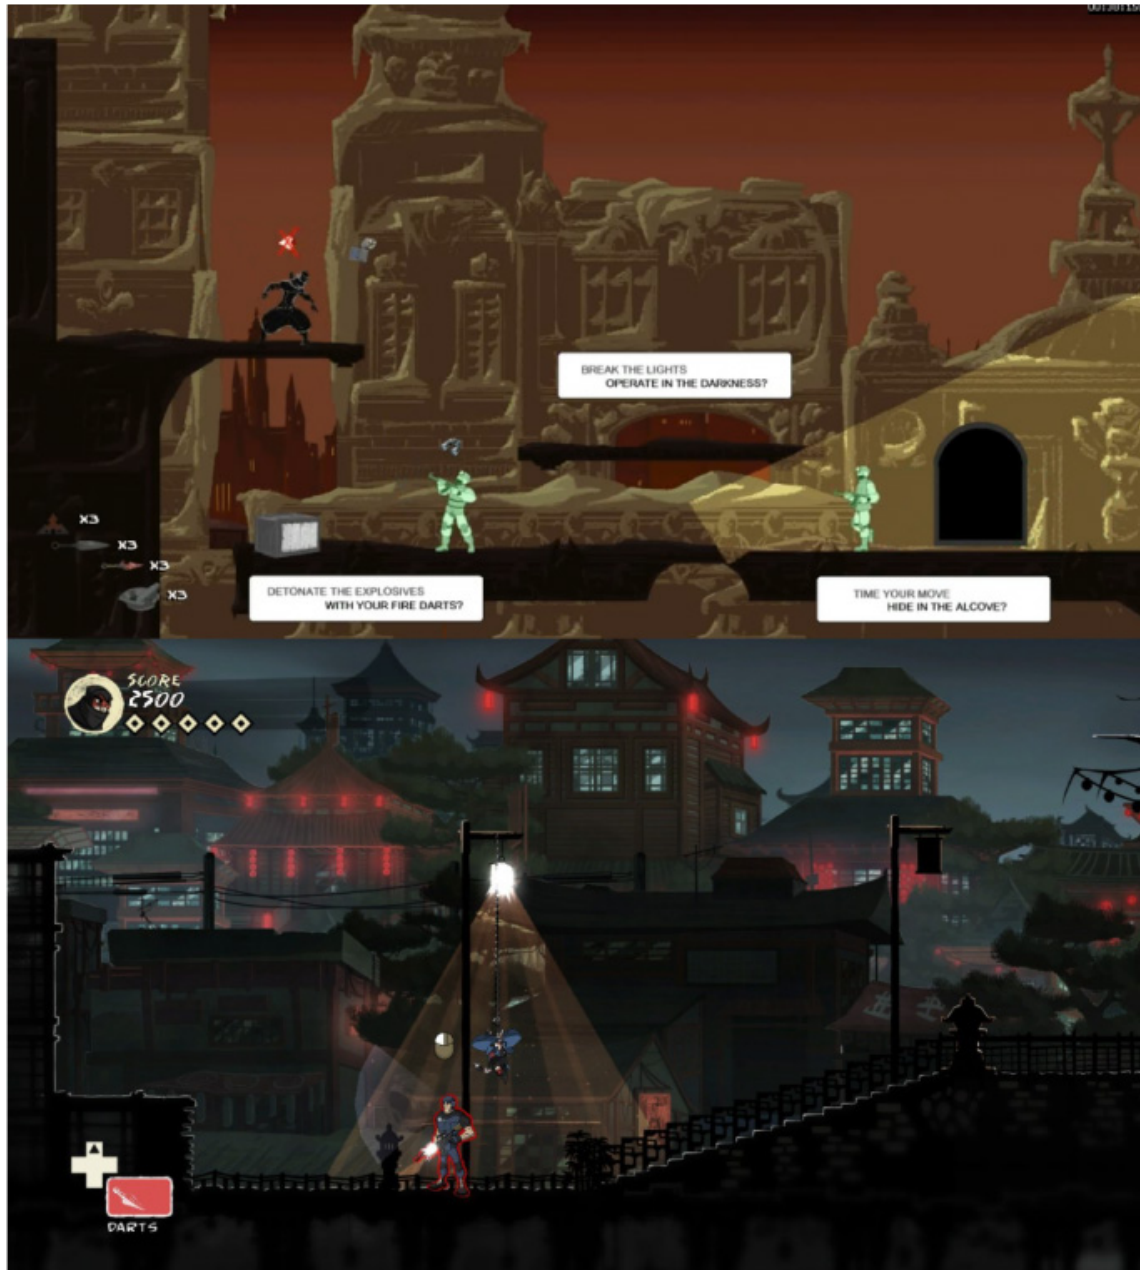 BREAK THE LIGHTS
OPERATE IN THE DARKNESS?
X3
X3
X3
X3
DETONATE THE EXPLOSIVES
WITH YOUR FIRE DARTS?
TIME YOUR MOVE
HIDE IN THE ALCOVE?
SCORE
2500
DARTS